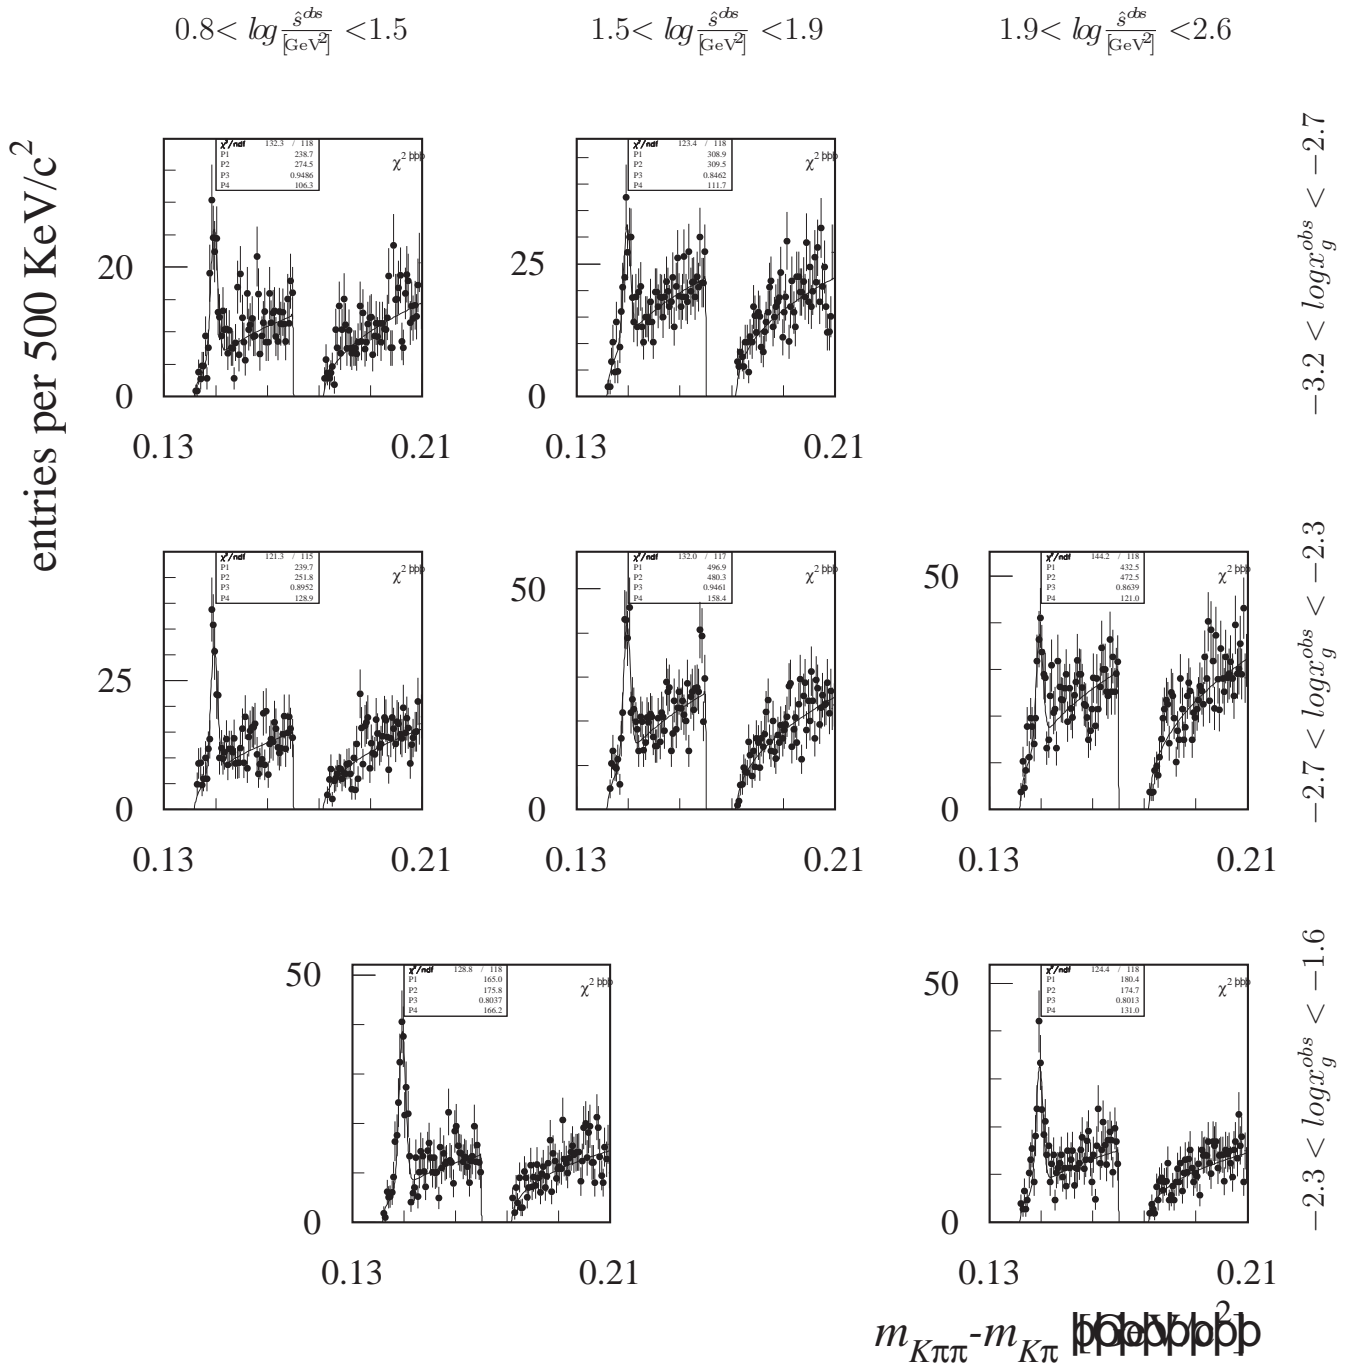 0.8< log ŝ^obs/[GeV²] <1.5
1.5< log ŝ^obs/[GeV²] <1.9
1.9< log ŝ^obs/[GeV²] <2.6
entries per 500 KeV/c²
−3.2 < logx_g^obs < −2.7
χ²/ndf 132.3 / 118
P1 238.7
P2 274.5
P3 0.9486
P4 106.3
χ²
20
0
0.13 0.21
χ²/ndf 123.4 / 118
P1 308.9
P2 309.5
P3 0.8462
P4 111.7
χ²
25
0
0.13 0.21
−2.7 < logx_g^obs < −2.3
χ²/ndf 121.3 / 115
P1 239.7
P2 251.8
P3 0.8952
P4 128.9
χ²
25
0
0.13 0.21
χ²/ndf 132.0 / 117
P1 496.9
P2 480.3
P3 0.9461
P4 158.4
50
0
0.13 0.21
χ²/ndf 144.2 / 118
P1 432.5
P2 472.5
P3 0.8639
P4 121.0
χ²
50
0
0.13 0.21
−2.3 < logx_g^obs < −1.6
χ²/ndf 128.8 / 118
P1 165.0
P2 175.8
P3 0.8037
P4 166.2
χ²
50
0
0.13 0.21
χ²/ndf 124.4 / 118
P1 180.4
P2 174.7
P3 0.8013
P4 131.0
χ²
50
0
0.13 0.21
m_Kππ-m_Kπ